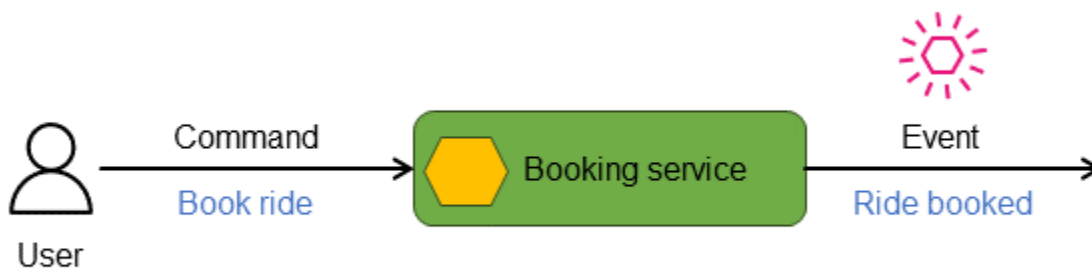 Command
Event
Booking service
Book ride
Ride booked
User